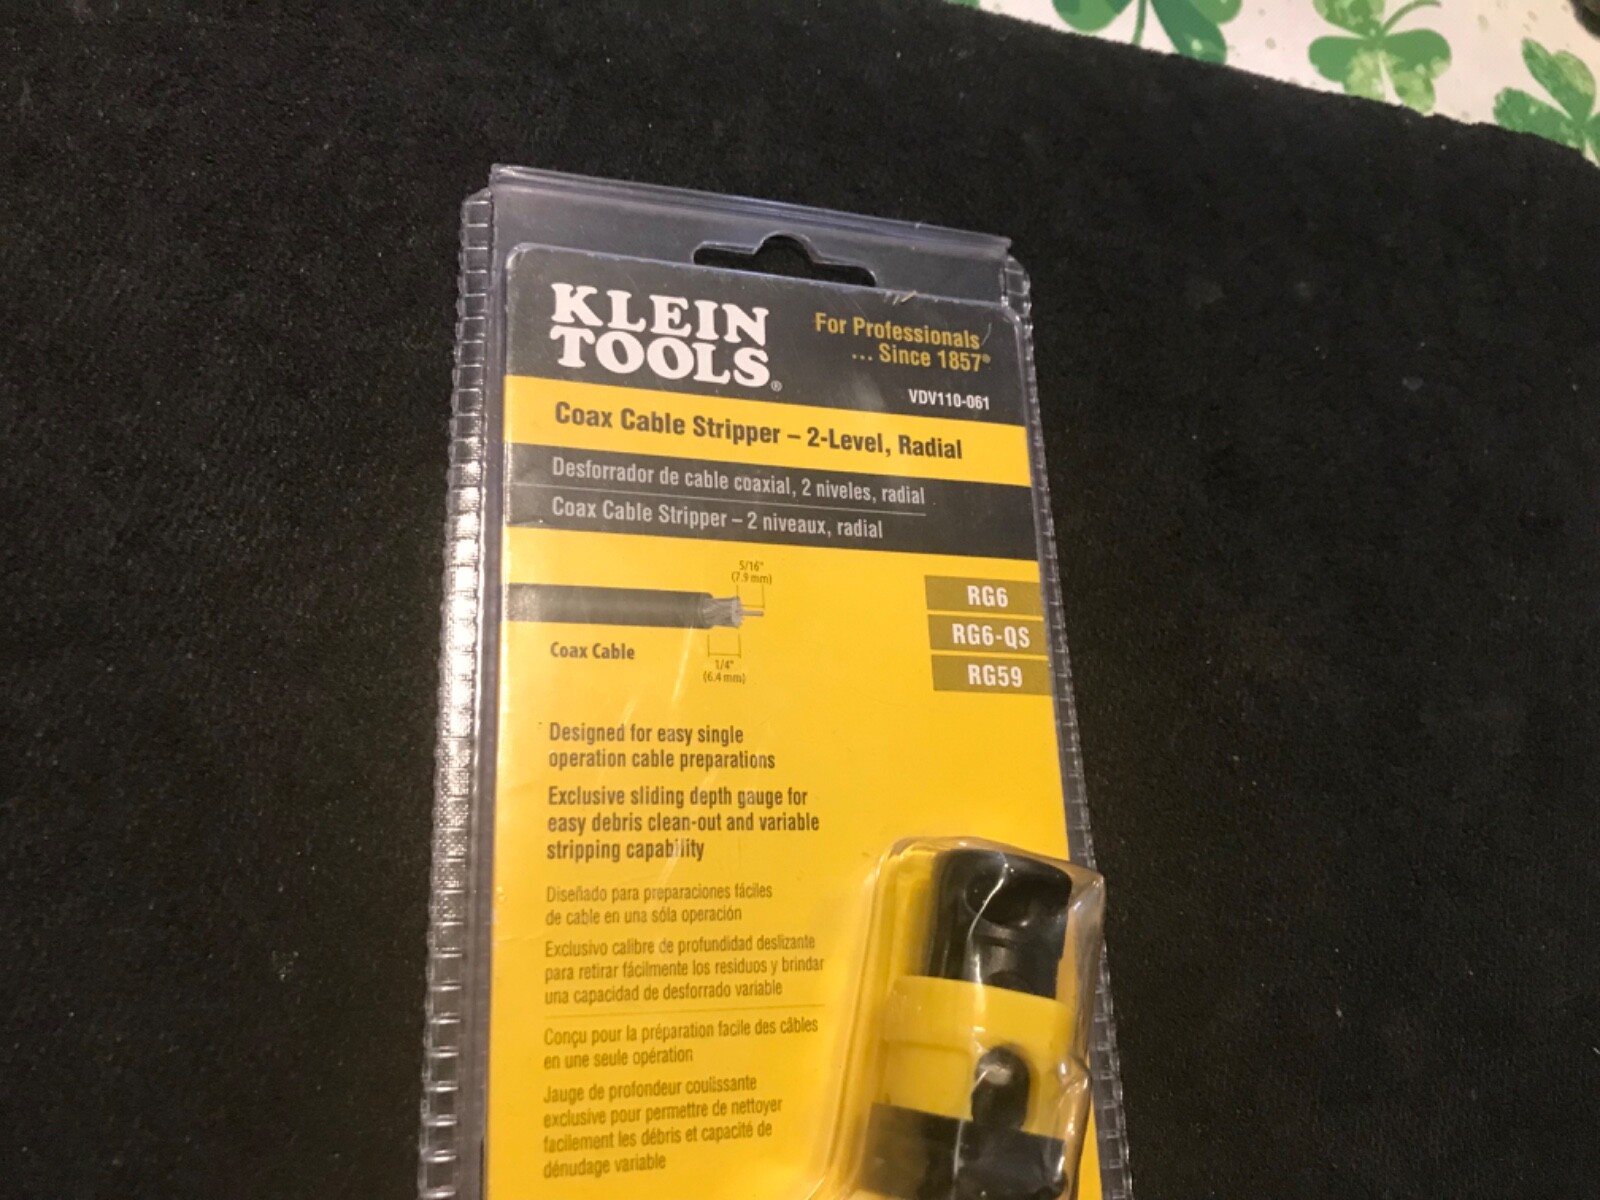 KLEIN
TOOLS®
For Professionals
... Since 1857®
VDV110-061
Coax Cable Stripper – 2-Level, Radial
Desforrador de cable coaxial, 2 niveles, radial
Coax Cable Stripper – 2 niveaux, radial
5/16"
(7.9 mm)
Coax Cable
1/4"
(6.4 mm)
RG6
RG6-QS
RG59
Designed for easy single
operation cable preparations
Exclusive sliding depth gauge for
easy debris clean-out and variable
stripping capability
Diseñado para preparaciones fáciles
de cable en una sóla operación
Exclusivo calibre de profundidad deslizante
para retirar fácilmente los residuos y brindar
una capacidad de desforrado variable
Conçu pour la préparation facile des câbles
en une seule opération
Jauge de profondeur coulissante
exclusive pour permettre de nettoyer
facilement les débris et capacité de
dénudage variable